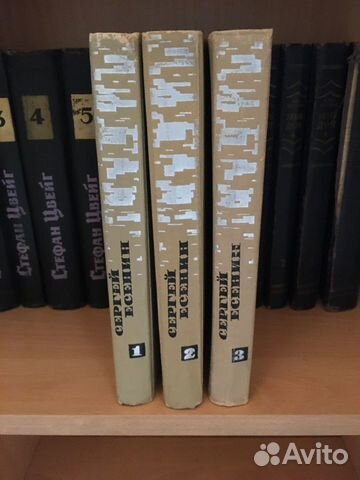 3
4
5
СТЕФАН ЦВЕЙГ
СТЕФАН ЦВЕЙГ
СТЕФАН ЦВЕЙГ
СЕРГЕЙ
ЕСЕНИН
1
СЕРГЕЙ
ЕСЕНИН
2
СЕРГЕЙ
ЕСЕНИН
3
Avito